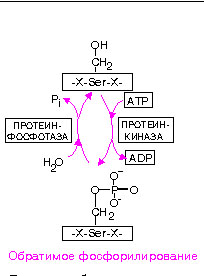 OH
CH2
-X-Ser-X-
Pi
ATP
ПРОТЕИН-
ФОСФОТАЗА
ПРОТЕИН-
КИНАЗА
H2O
ADP
O-
O-P-O-
O
CH2
-X-Ser-X-
Обратимое фосфорилирование